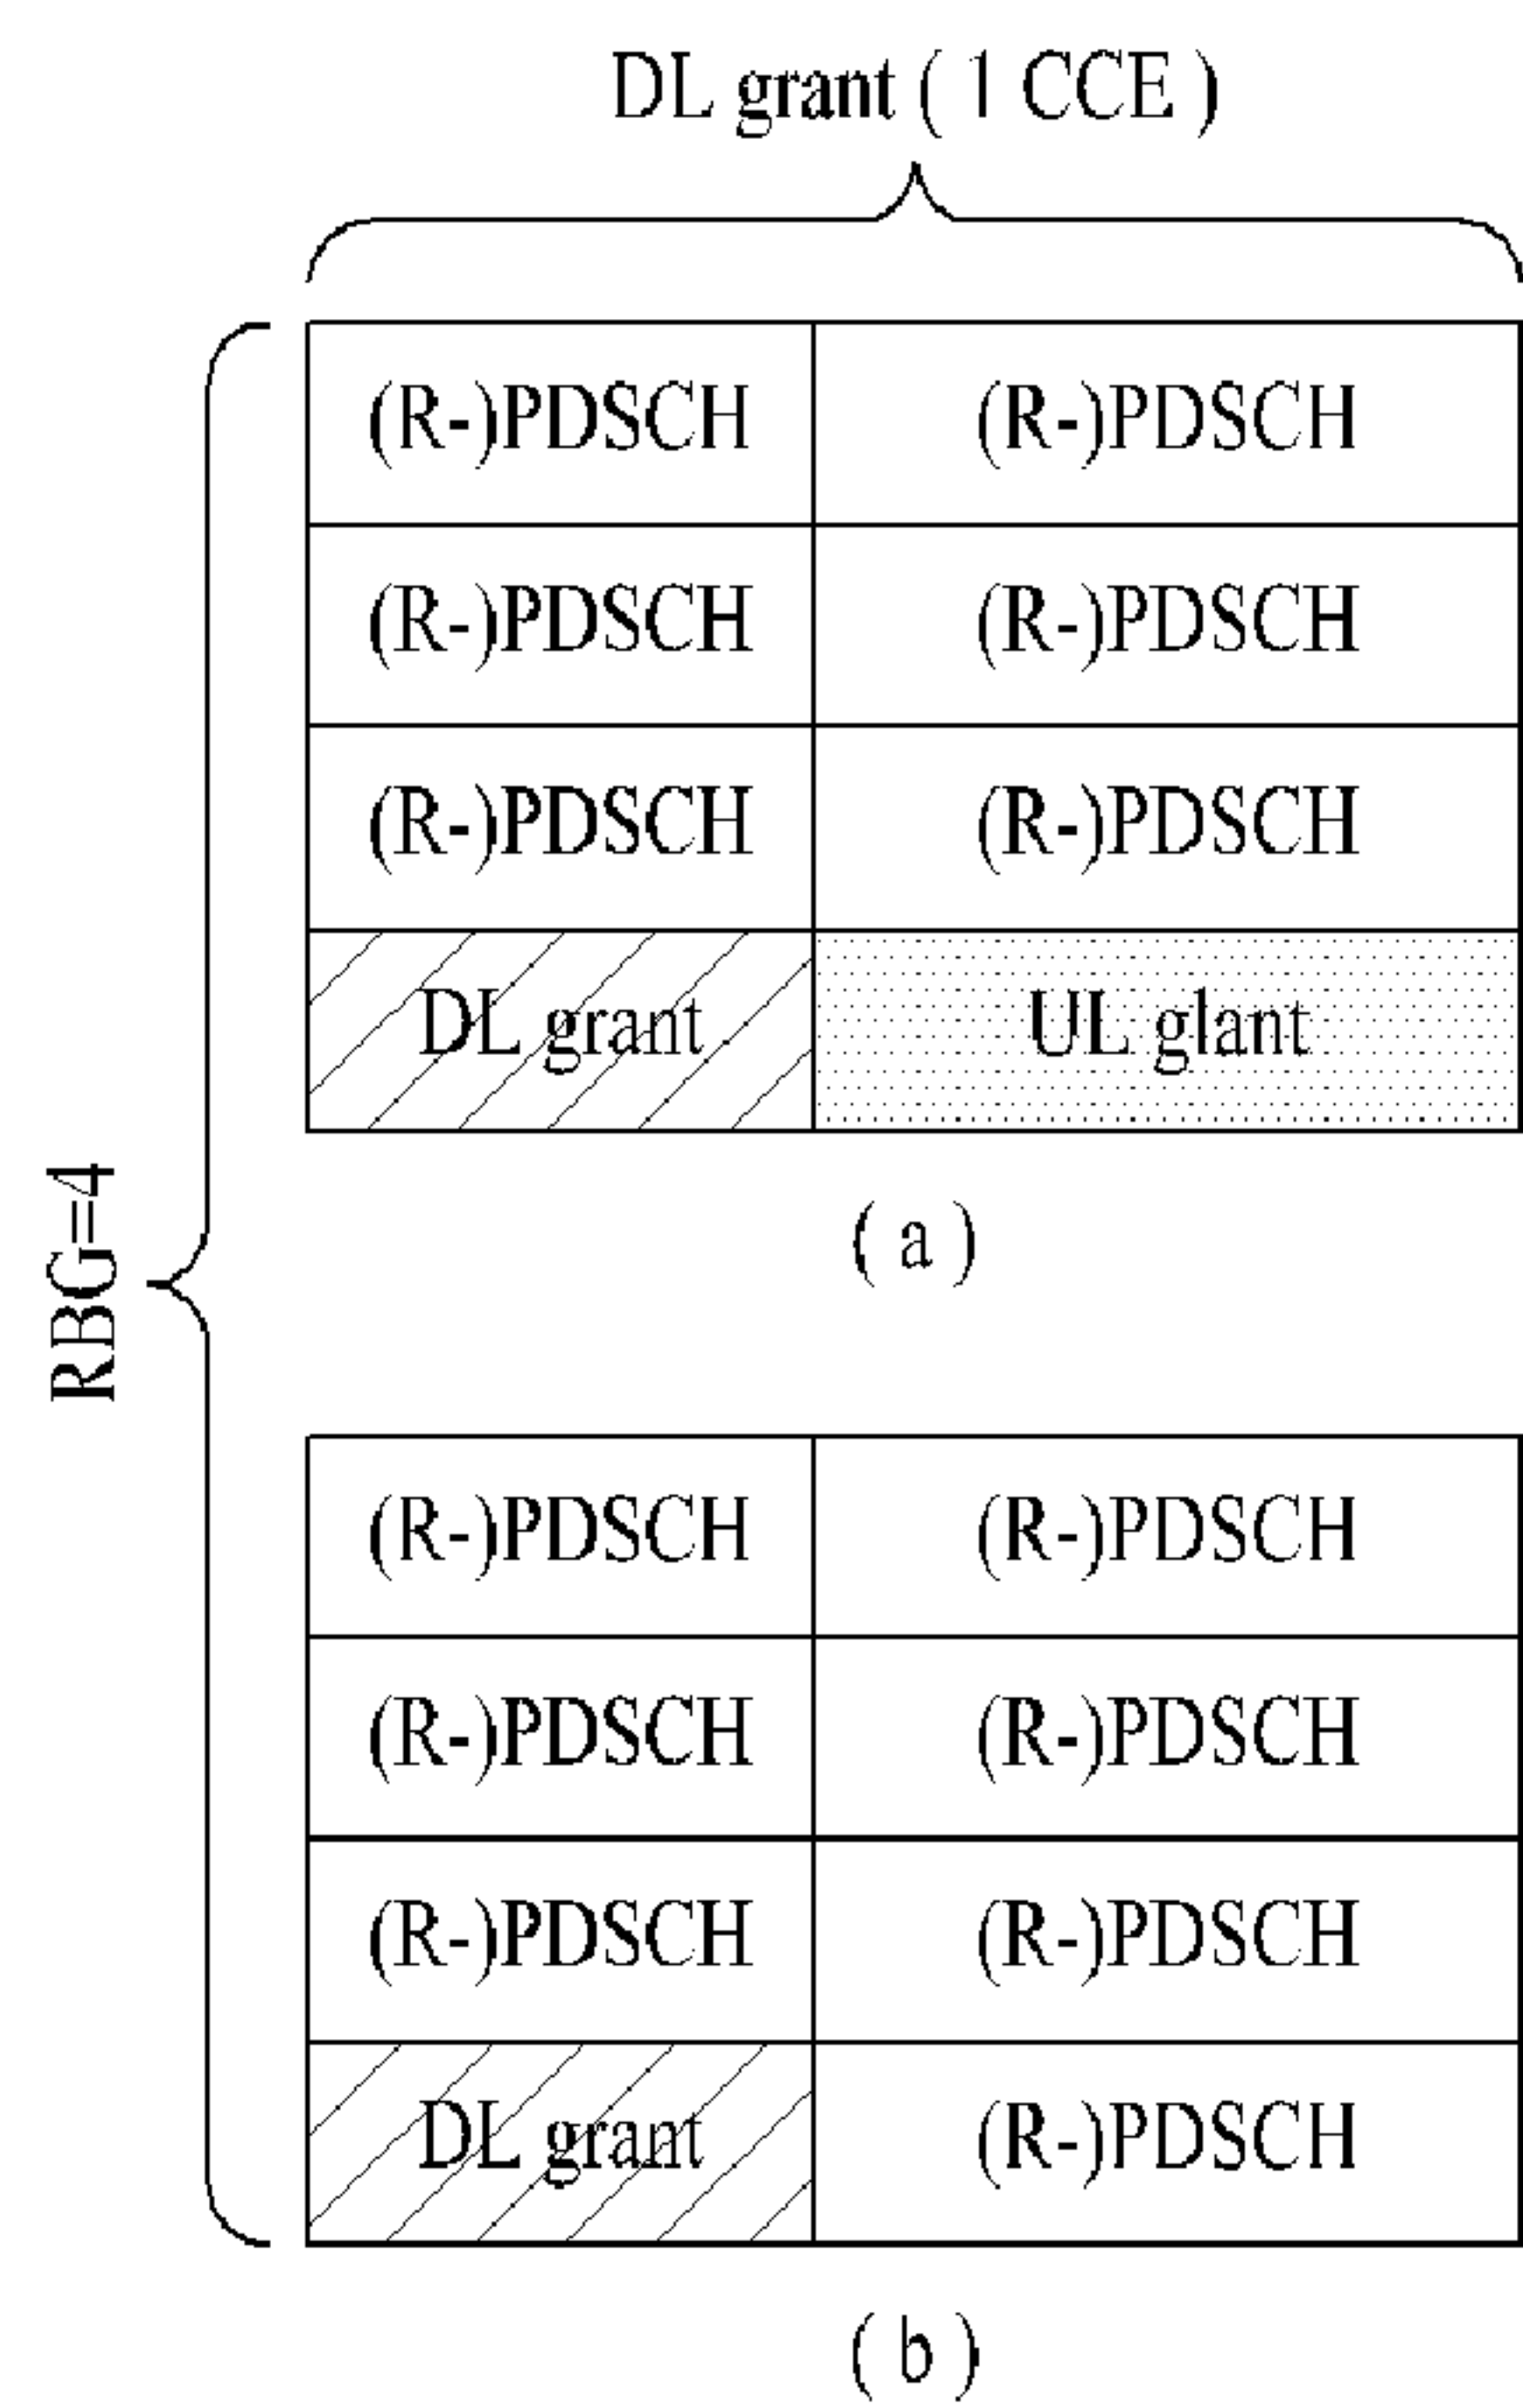 DL grant ( 1 CCE )
(R-)PDSCH (R-)PDSCH
(R-)PDSCH (R-)PDSCH
(R-)PDSCH (R-)PDSCH
DL grant UL glant
( a )
RBG=4
(R-)PDSCH (R-)PDSCH
(R-)PDSCH (R-)PDSCH
(R-)PDSCH (R-)PDSCH
DL grant (R-)PDSCH
( b )